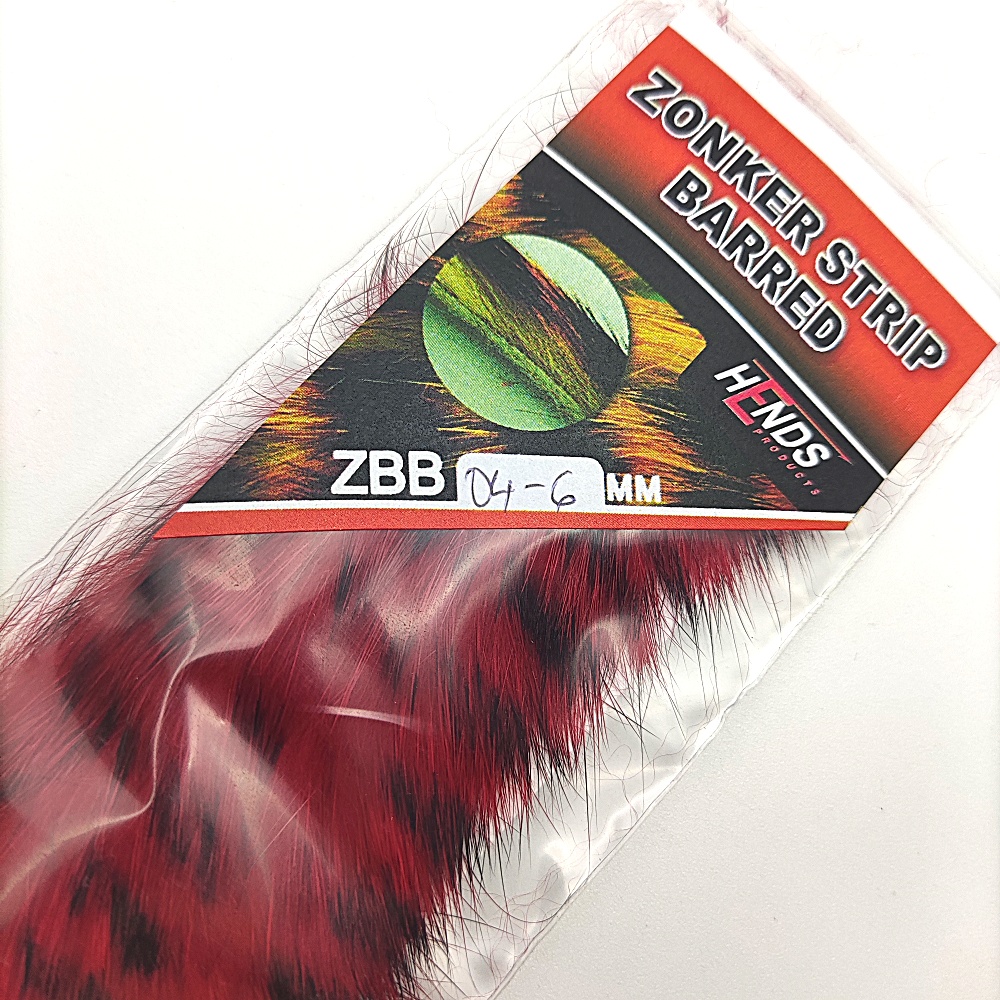 ZONKER STRIP
BARRED
HENDS
PRODUCTS
ZBB 04-6 MM